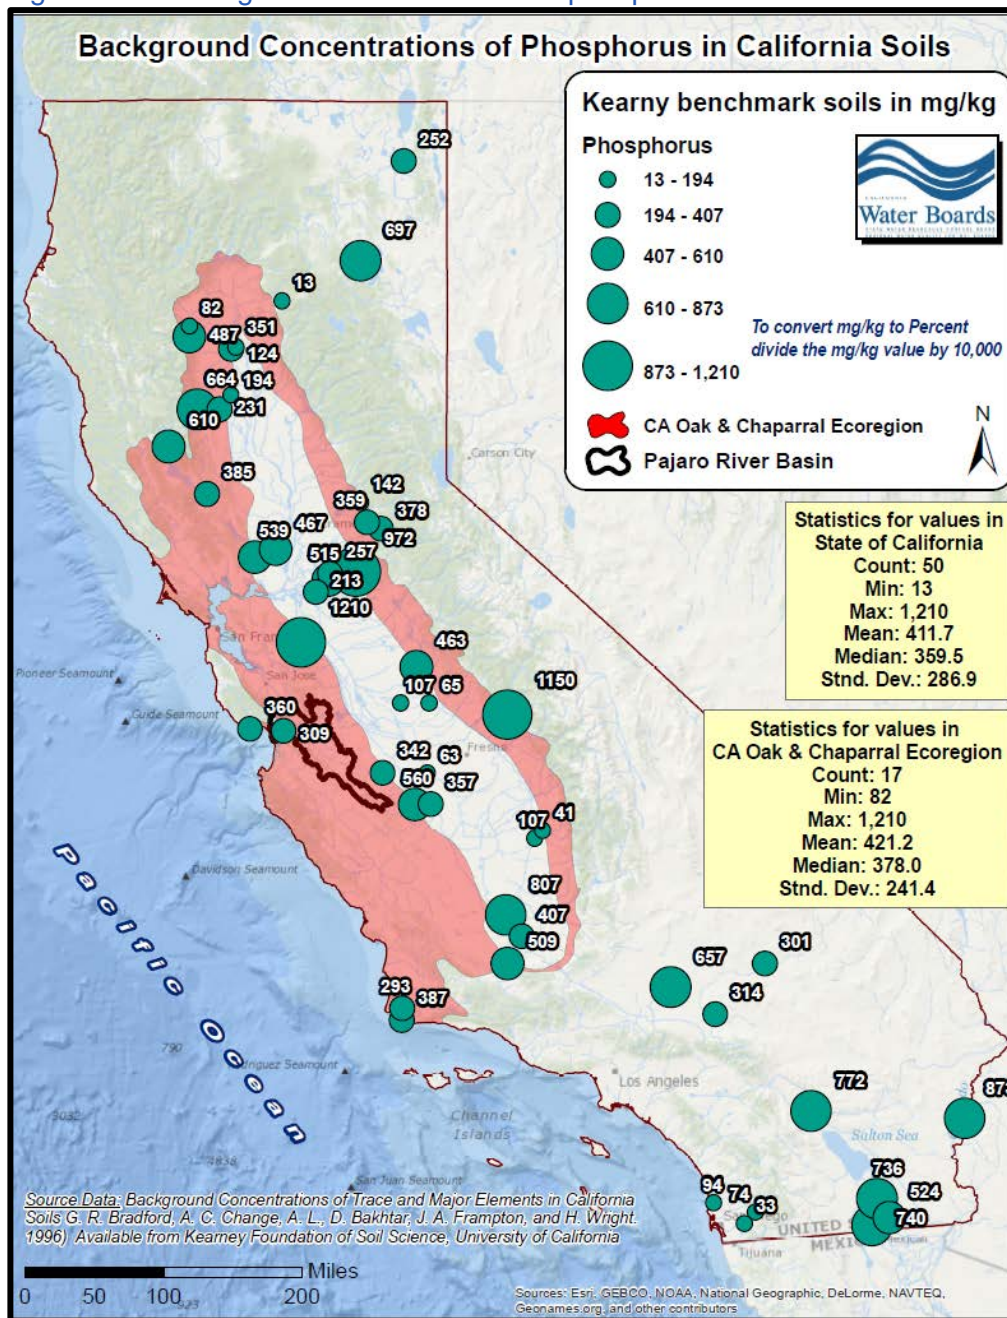 Background Concentrations of Phosphorus in California Soils
Kearny benchmark soils in mg/kg
Phosphorus
13 - 194
194 - 407
407 - 610
610 - 873
873 - 1,210
To convert mg/kg to Percent
divide the mg/kg value by 10,000
CALIFORNIA
Water Boards
CA Oak & Chaparral Ecoregion
Pajaro River Basin
N
252
697
13
82
487
351
124
664
194
231
610
385
Carson City
142
359
378
972
467
539
515
257
213
1210
San Fran
San Jose
463
1150
107
65
Pioneer Seamount
Guide Seamount
360
309
342
63
Fresno
560
357
107
41
Davidson Seamount
807
407
509
Pacific Ocean
293
387
657
301
314
790
Rodriguez Seamount
Los Angeles
3032
Channel
Islands
772
873
Salton Sea
4838
San Juan Seamount
94
74
33
736
524
740
UNITED
MEXI
Tijuana
Statistics for values in
State of California
Count: 50
Min: 13
Max: 1,210
Mean: 411.7
Median: 359.5
Stnd. Dev.: 286.9
Statistics for values in
CA Oak & Chaparral Ecoregion
Count: 17
Min: 82
Max: 1,210
Mean: 421.2
Median: 378.0
Stnd. Dev.: 241.4
Source Data: Background Concentrations of Trace and Major Elements in California
Soils G. R. Bradford, A. C. Change, A. L., D. Bakhtar, J. A. Frampton, and H. Wright.
1996) Available from Kearney Foundation of Soil Science, University of California
Miles
0 50 100 200
923
Sources: Esri, GEBCO, NOAA, National Geographic, DeLorme, NAVTEQ,
Geonames.org, and other contributors